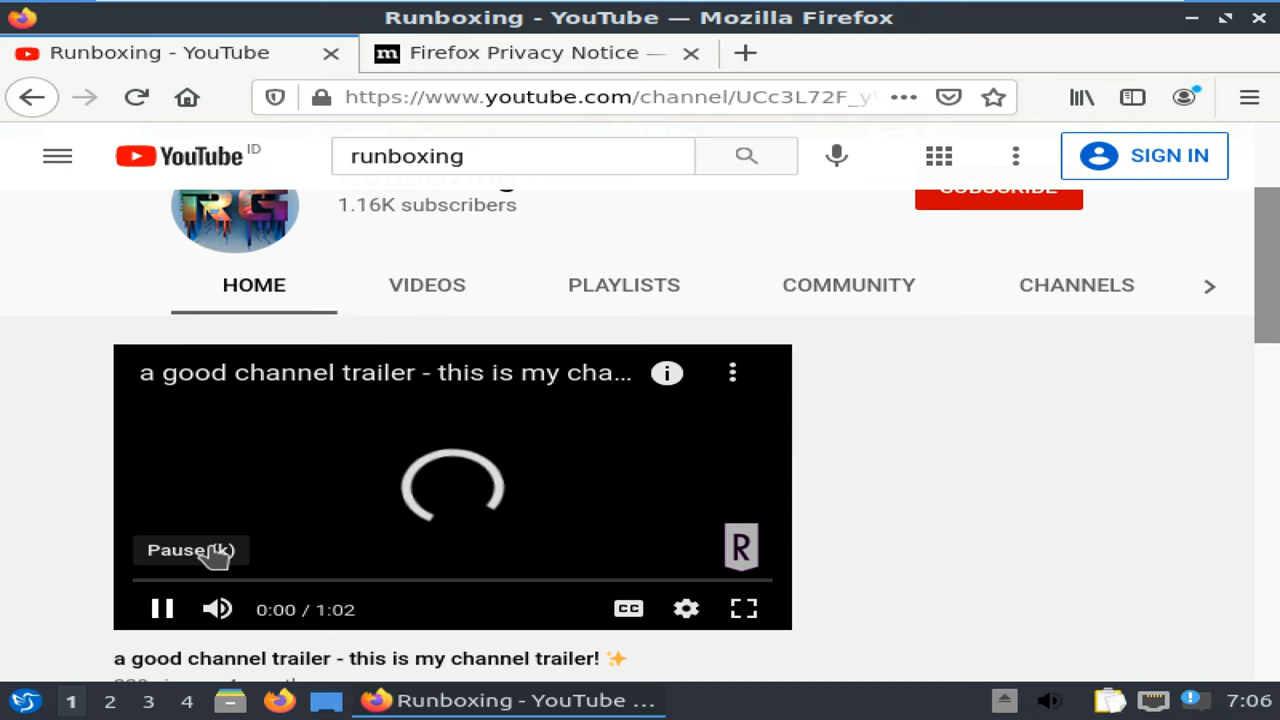 Runboxing - YouTube — Mozilla Firefox
Runboxing - YouTube
Firefox Privacy Notice —
https://www.youtube.com/channel/UCc3L72F_y
YouTube ID
runboxing
SIGN IN
RG
1.16K subscribers
SUBSCRIBE
HOME VIDEOS PLAYLISTS COMMUNITY CHANNELS
a good channel trailer - this is my cha...
R
Pause (k)
0:00 / 1:02
CC
a good channel trailer - this is my channel trailer! ✨
1 2 3 4 Runboxing - YouTube ... 7:06